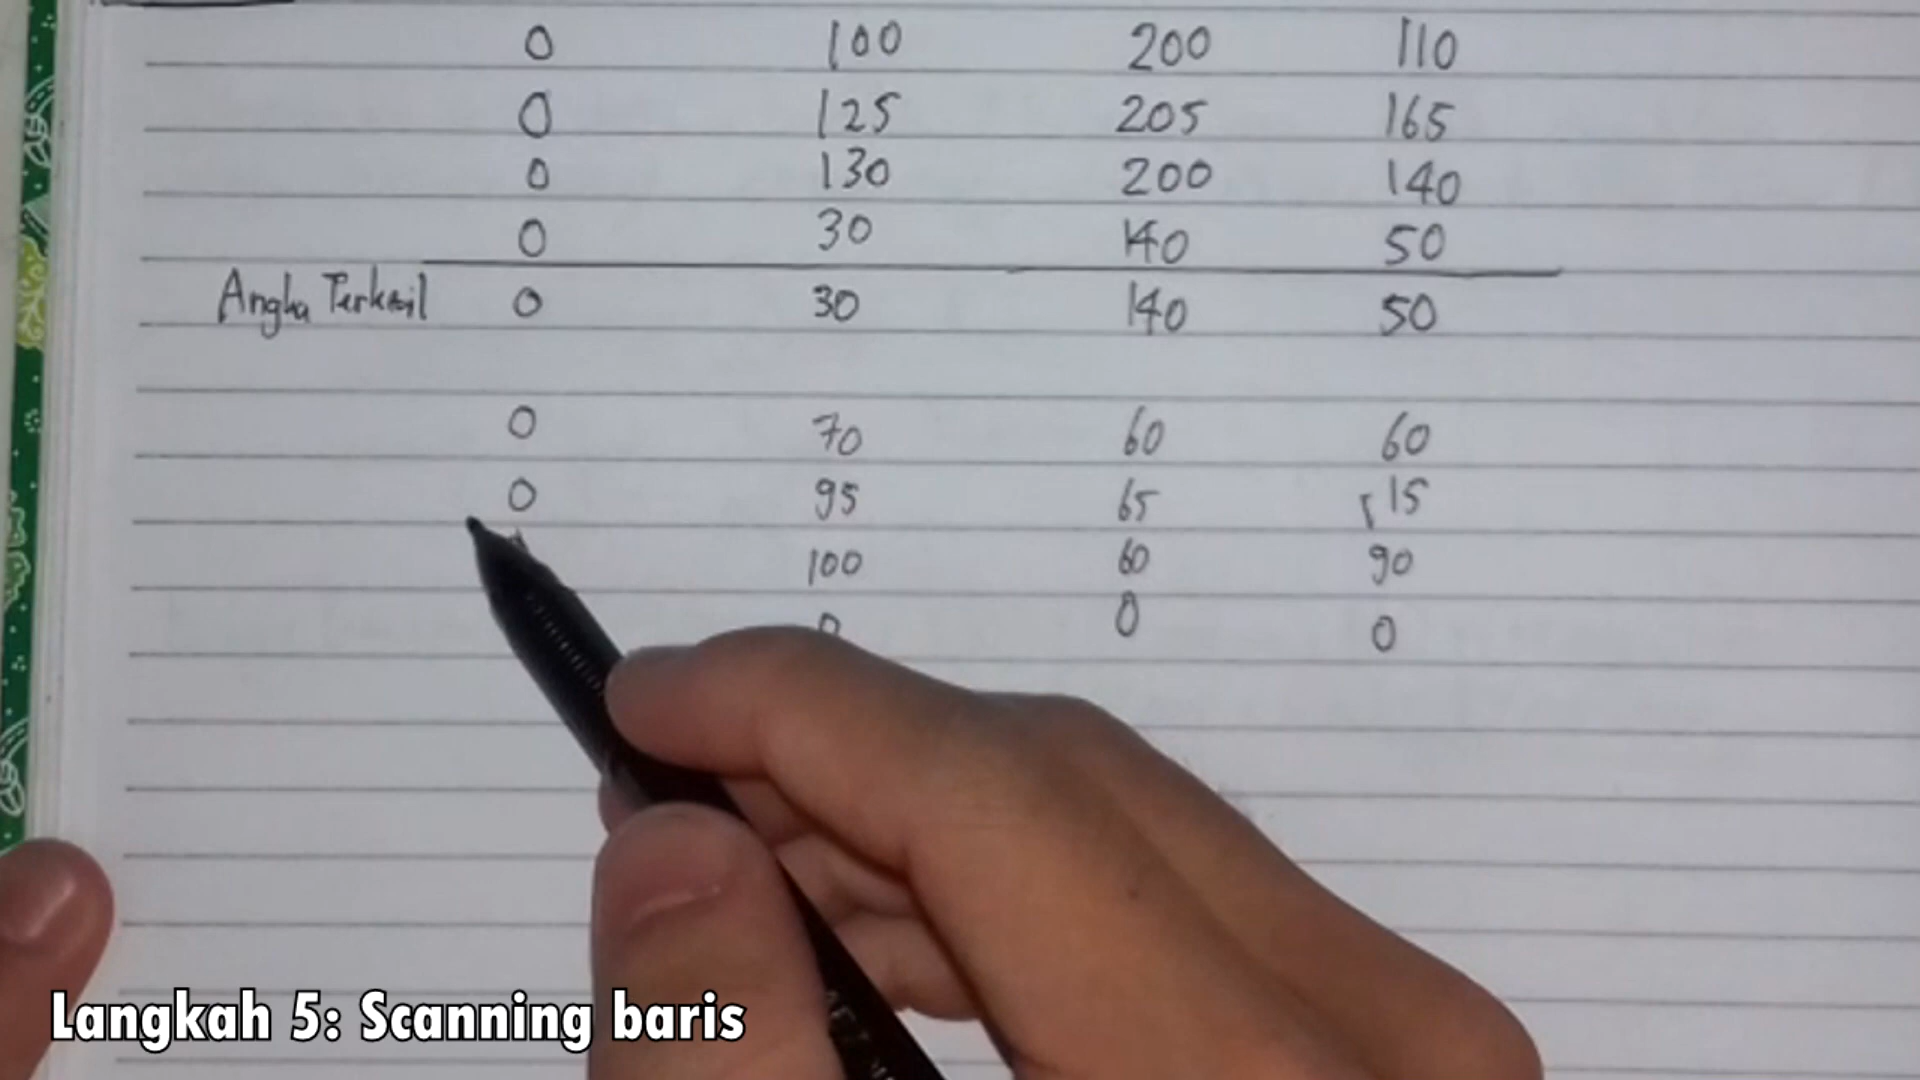 0 100 200 110
0 125 205 165
0 130 200 140
0 30 140 50
Angka Terkecil 0 30 140 50
0 70 60 60
0 95 65 115
100 60 90
0 0 0
Langkah 5: Scanning baris